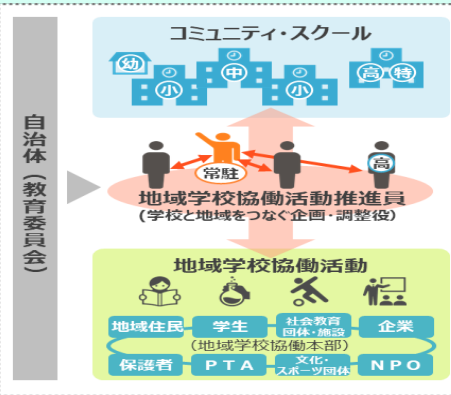 コミュニティ・スクール
幼
小
中
小
高・特
自治体（教育委員会）
常駐
高
地域学校協働活動推進員
(学校と地域をつなぐ企画・調整役)
地域学校協働活動
地域住民
学生
社会教育
団体・施設
企業
(地域学校協働本部)
保護者
PTA
文化・
スポーツ団体
NPO